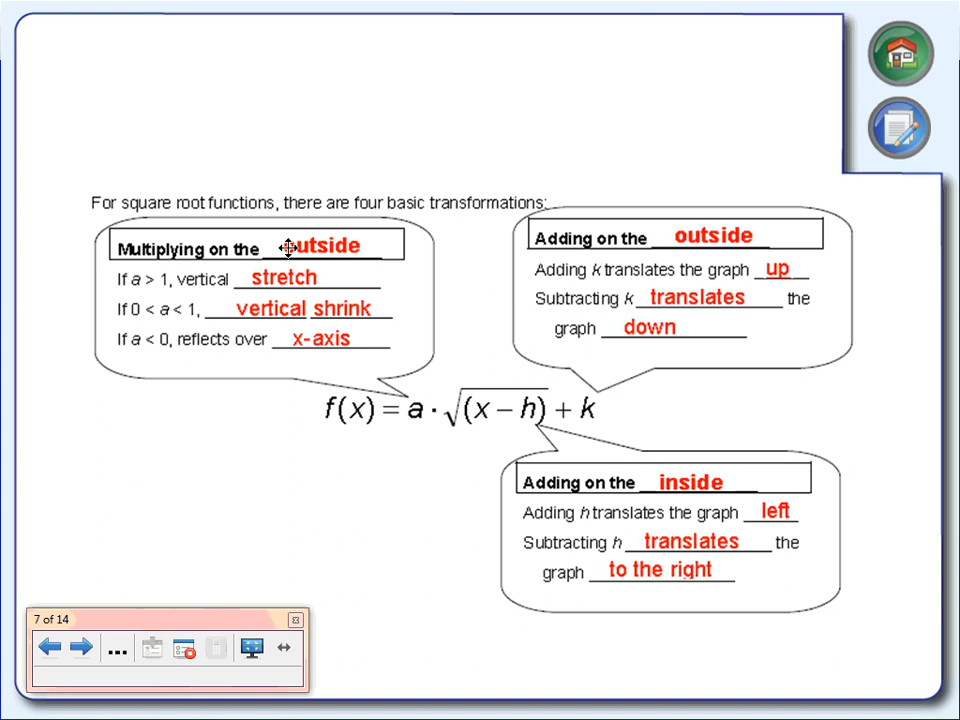 For square root functions, there are four basic transformations:
Multiplying on the outside
If a > 1, vertical stretch
If 0 < a < 1, vertical shrink
If a < 0, reflects over x-axis
Adding on the outside
Adding k translates the graph up
Subtracting k translates the
graph down
f(x) = a · √(x − h) + k
Adding on the inside
Adding h translates the graph left
Subtracting h translates the
graph to the right
7 of 14
...